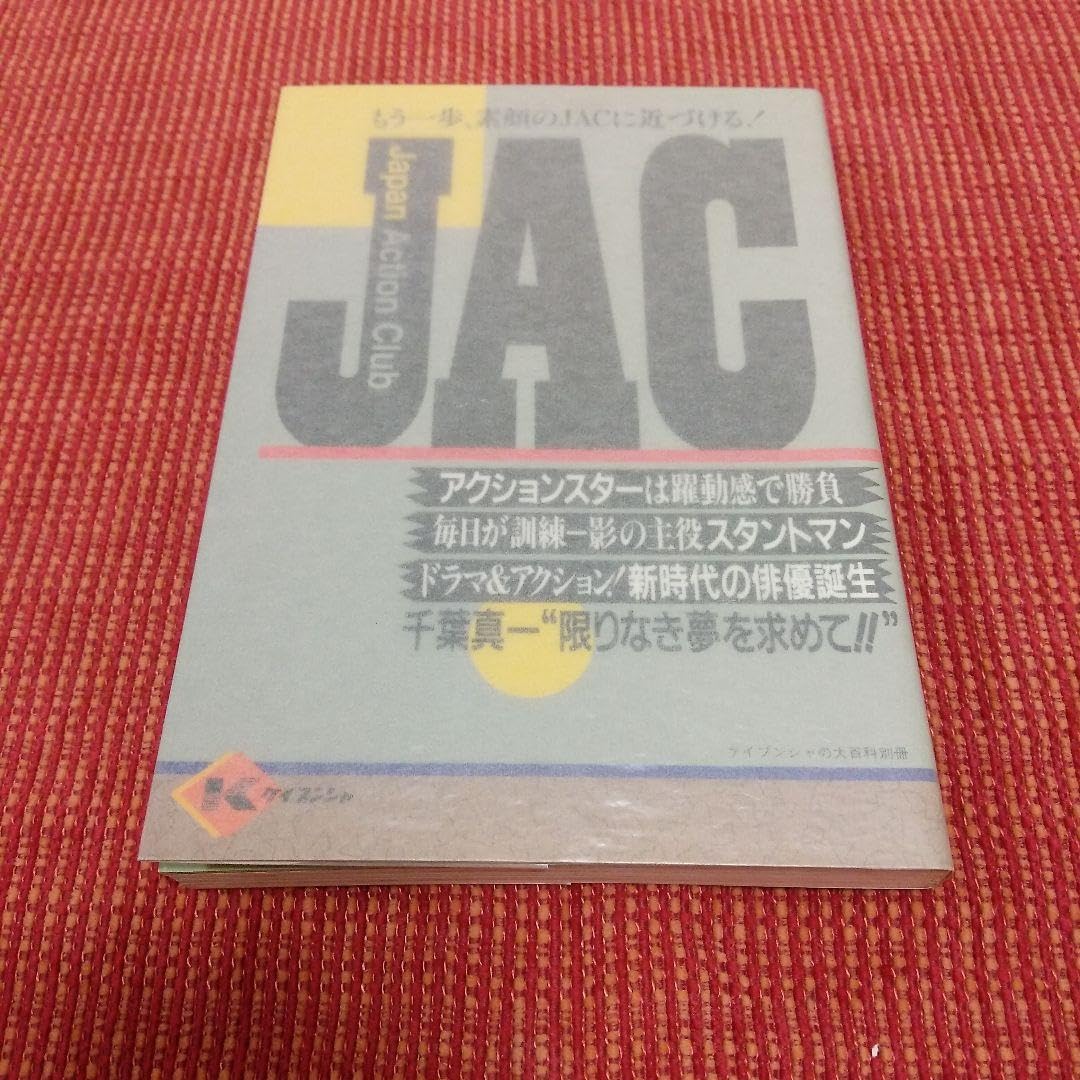 もう一歩、素顔のJACに近づける!
JAC
Japan Action Club
アクションスターは躍動感で勝負
毎日が訓練—影の主役スタントマン
ドラマ&アクション!新時代の俳優誕生
千葉真一“限りなき夢を求めて!!”
ケイブンシャの大百科別冊
K ケイブンシャ